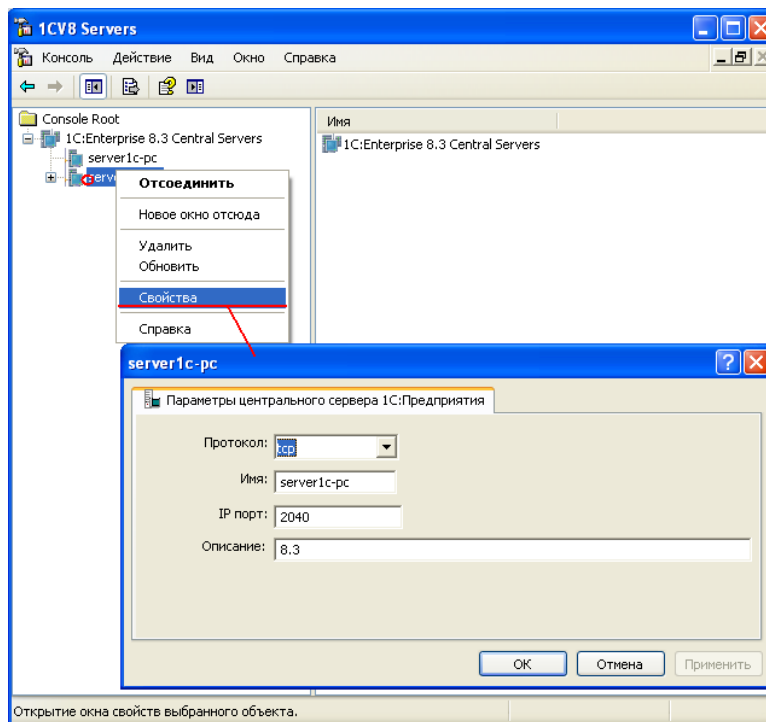 1CV8 Servers
Консоль Действие Вид Окно Справка
Console Root
1C:Enterprise 8.3 Central Servers
server1c-pc
Имя
1C:Enterprise 8.3 Central Servers
Отсоединить
Новое окно отсюда
Удалить
Обновить
Свойства
Справка
server1c-pc
Параметры центрального сервера 1С:Предприятия
Протокол: tcp
Имя: server1c-pc
IP порт: 2040
Описание: 8.3
ОК Отмена Применить
Открытие окна свойств выбранного объекта.